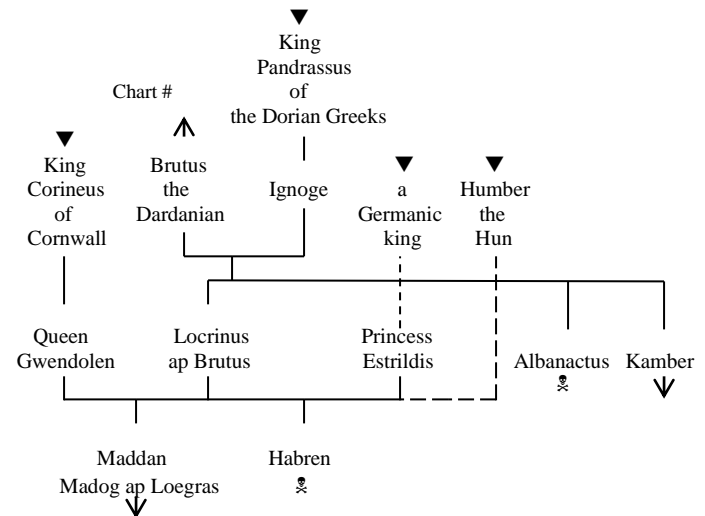 King
Pandrassus
of
the Dorian Greeks
Chart #
King
Corineus
of
Cornwall
Brutus
the
Dardanian
Ignoge
a
Germanic
king
Humber
the
Hun
Queen
Gwendolen
Locrinus
ap Brutus
Princess
Estrildis
Albanactus
Kamber
Maddan
Madog ap Loegras
Habren